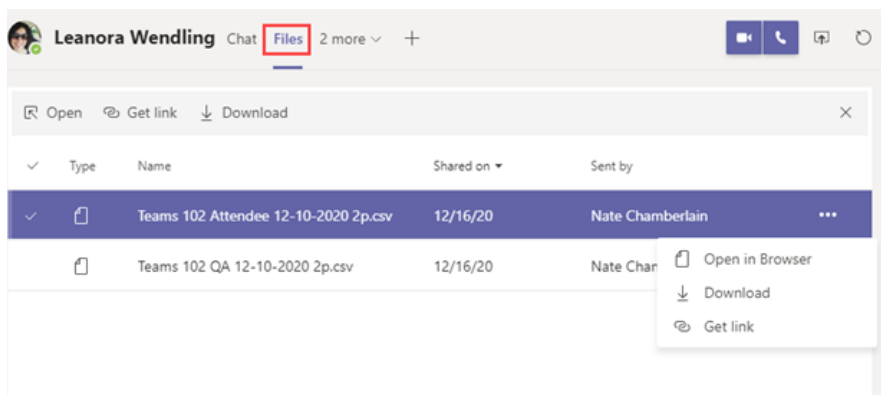 Leanora Wendling Chat Files 2 more +
Open Get link Download
Type Name Shared on Sent by
Teams 102 Attendee 12-10-2020 2p.csv 12/16/20 Nate Chamberlain
Teams 102 QA 12-10-2020 2p.csv 12/16/20 Nate Cha
Open in Browser
Download
Get link